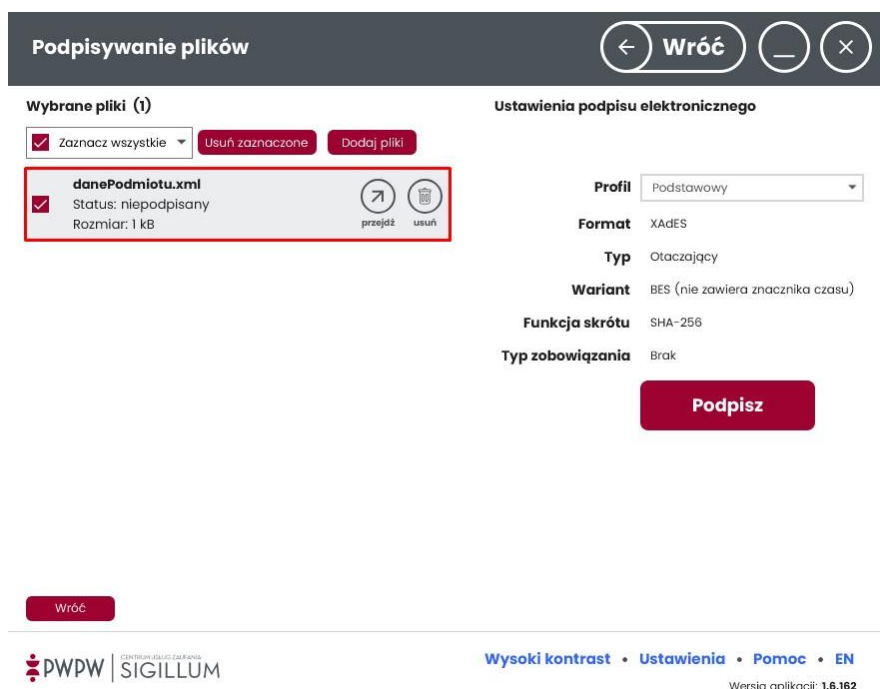 Podpisywanie plików
Wróć
Wybrane pliki (1)
Zaznacz wszystkie
Usuń zaznaczone
Dodaj pliki
danePodmiotu.xml
Status: niepodpisany
Rozmiar: 1 kB
przejdź
usuń
Ustawienia podpisu elektronicznego
Profil Podstawowy
Format XAdES
Typ Otaczający
Wariant BES (nie zawiera znacznika czasu)
Funkcja skrótu SHA-256
Typ zobowiązania Brak
Podpisz
Wróć
PWPW
CENTRUM USŁUG ZAUFANIA
SIGILLUM
Wysoki kontrast • Ustawienia • Pomoc • EN
Wersja aplikacji: 1.6.162